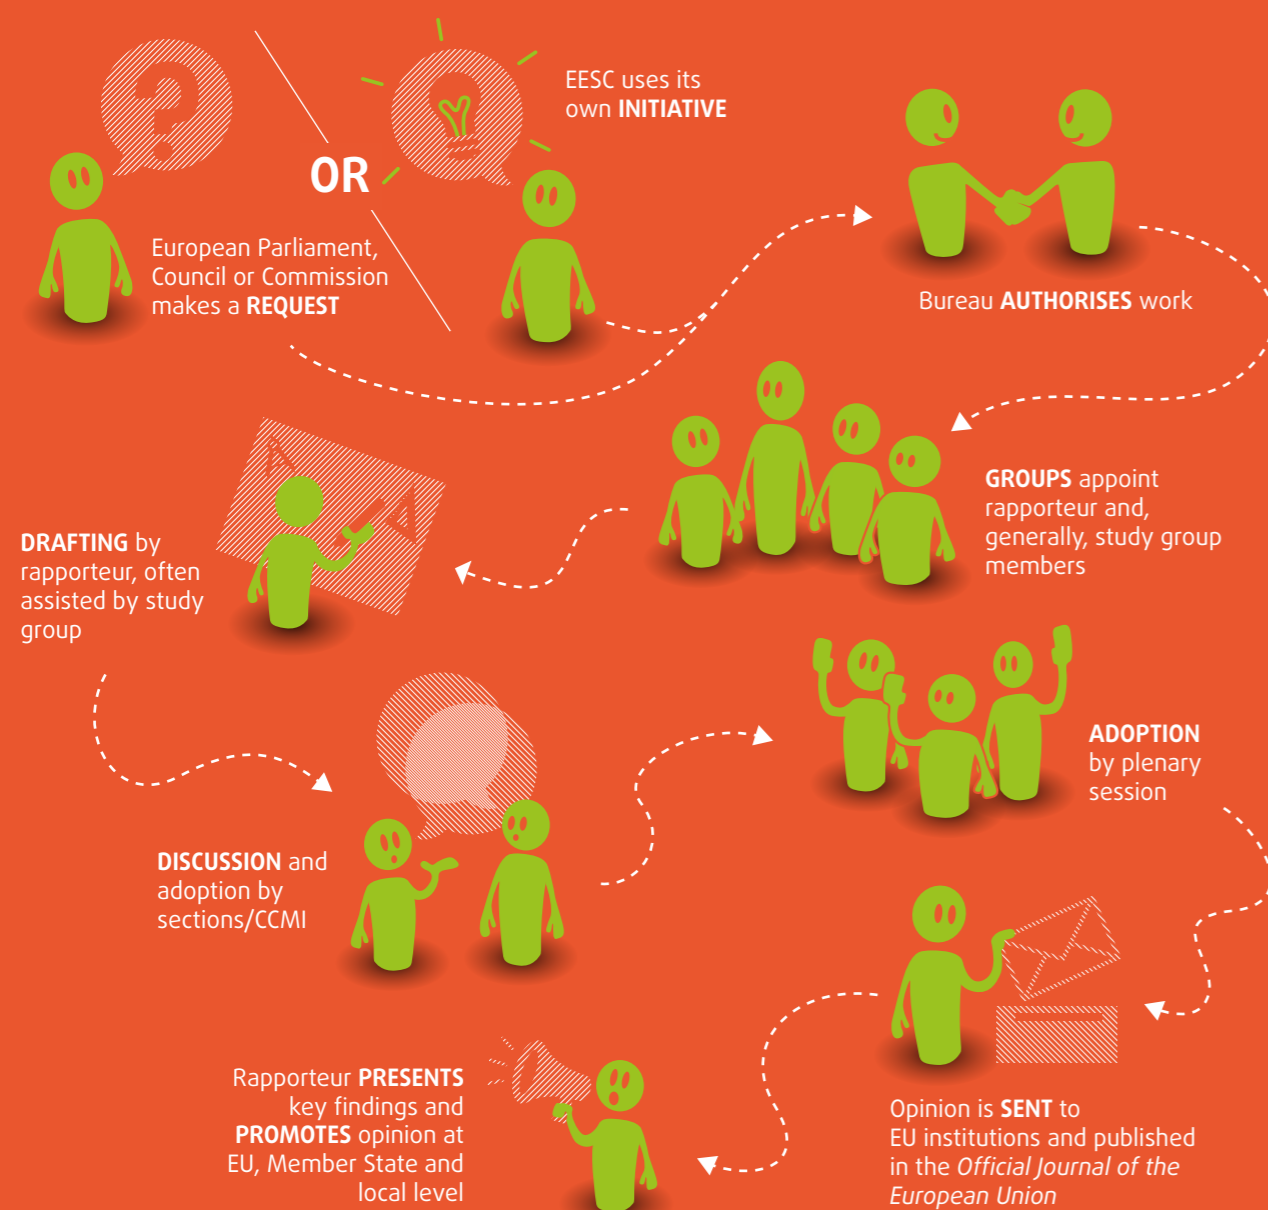 EESC uses its
own INITIATIVE
OR
European Parliament,
Council or Commission
makes a REQUEST
Bureau AUTHORISES work
GROUPS appoint
rapporteur and,
generally, study group
members
DRAFTING by
rapporteur, often
assisted by study
group
DISCUSSION and
adoption by
sections/CCMI
ADOPTION
by plenary
session
Opinion is SENT to
EU institutions and published
in the Official Journal of the
European Union
Rapporteur PRESENTS
key findings and
PROMOTES opinion at
EU, Member State and
local level